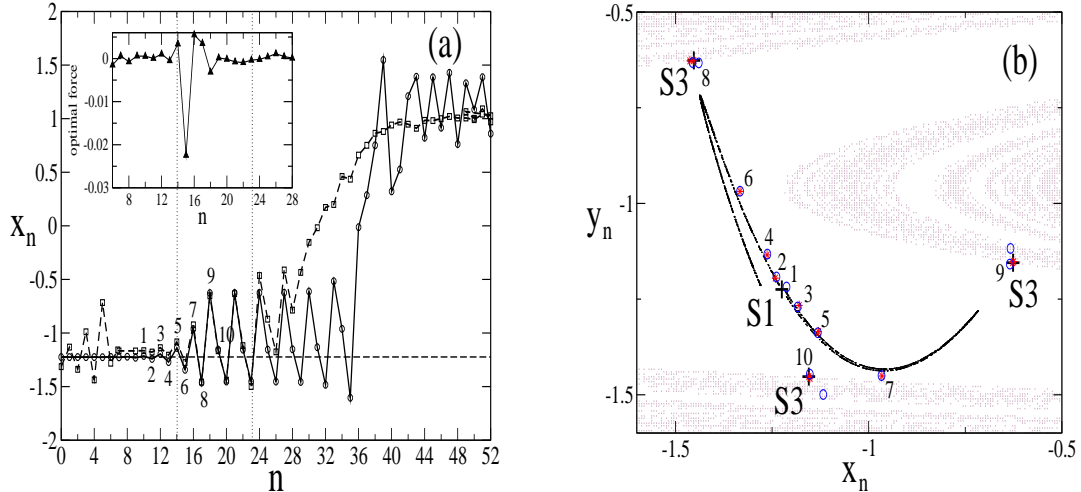 (a)
2
1.5
1
0.5
0
-0.5
-1
-1.5
-2
x_n
0 4 8 12 16 20 24 28 32 36 40 44 48 52
n
optimal force
0
-0.01
-0.02
-0.03
8 12 16 20 24 28
n
1
2
3
4
5
6
7
8
9
10
(b)
-0.5
-1
-1.5
y_n
-1.5 -1 -0.5
x_n
S3
8
6
4
2
1
S1
3
5
7
9
S3
10
S3